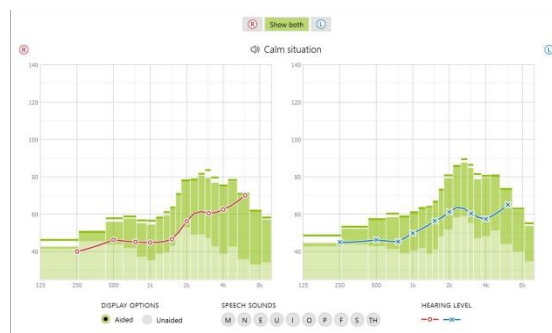 R Show both L
R Calm situation L
140 140
120 120
100 100
80 80
60 60
40 40
125 250 500 1k 2k 4k 8k 125 250 500 1k 2k 4k 8k
DISPLAY OPTIONS SPEECH SOUNDS HEARING LEVEL
Aided Unaided M N E U I O P F S TH